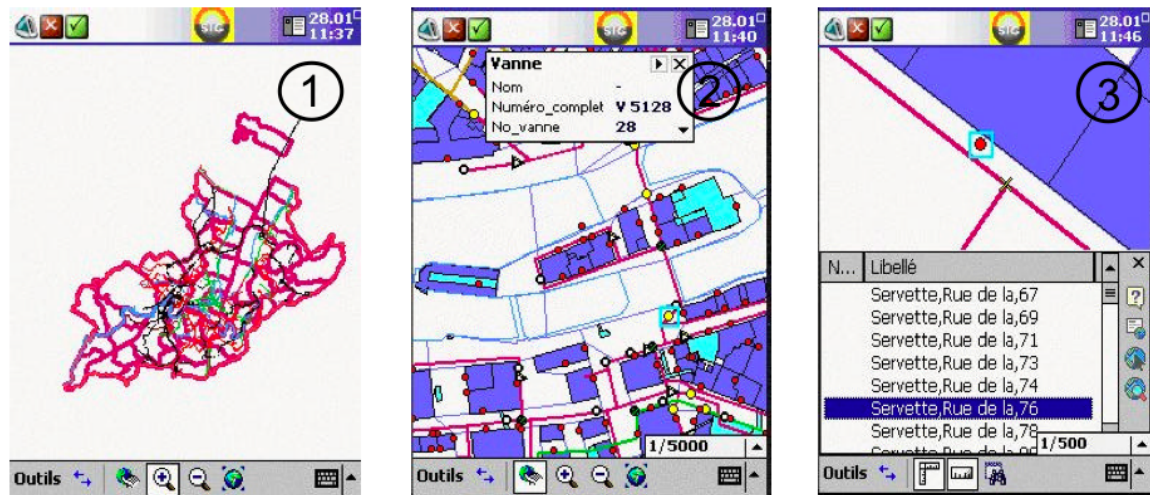 SIG
28.01
11:37
1
Outils
SIG
28.01
11:40
Vanne
Nom -
Numéro_complet V 5128
No_vanne 28
2
1/5000
Outils
SIG
28.01
11:46
3
N... Libellé
Servette,Rue de la,67
Servette,Rue de la,69
Servette,Rue de la,71
Servette,Rue de la,73
Servette,Rue de la,74
Servette,Rue de la,76
Servette,Rue de la,78
1/500
Outils